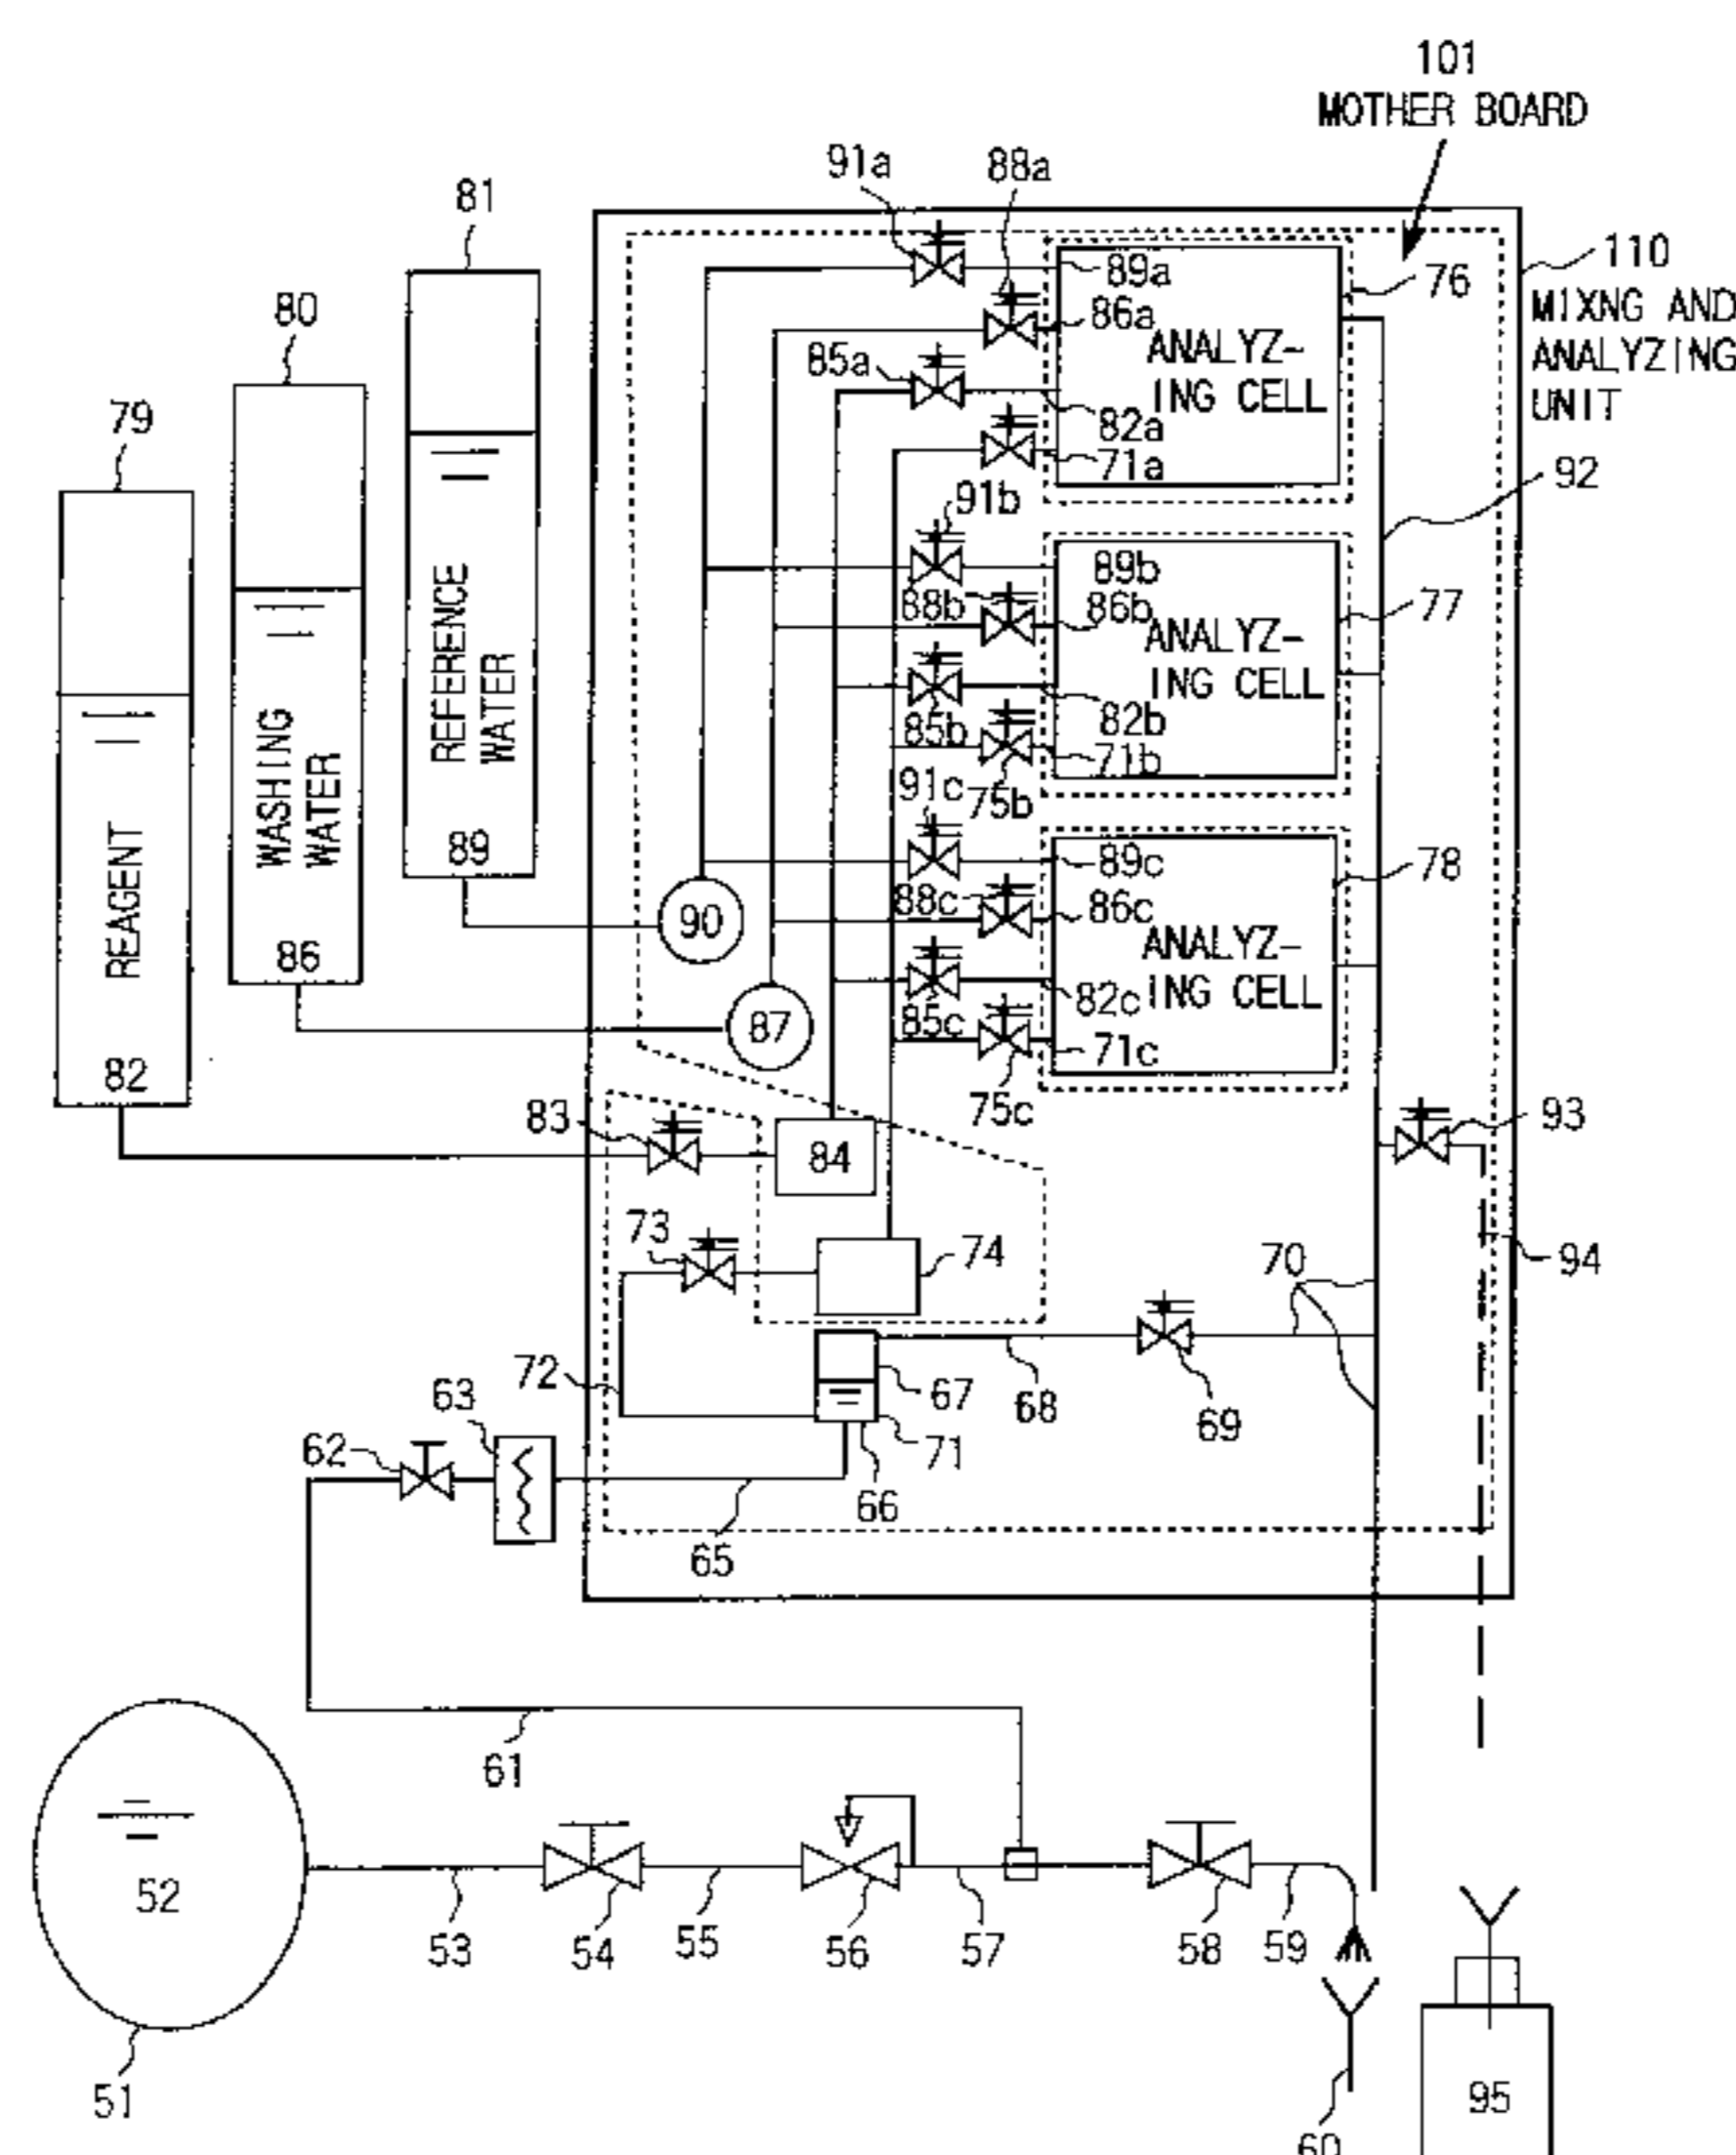 101
MOTHER BOARD
91a
88a
81
110
MIXNG AND
ANALYZING
UNIT
89a
76
80
86a
ANALYZ-
ING CELL
85a
82a
79
71a
92
91b
89b
88b
86b
77
ANALYZ-
ING CELL
REFERENCE
WATER
85b
82b
71b
WASHING
WATER
91c
75b
89
89c
78
REAGENT
88c
86c
90
ANALYZ-
ING CELL
86
82c
87
85c
71c
82
75c
83
93
84
73
74
70
94
72
63
67
68
69
62
71
66
65
61
52
53
54
55
56
57
58
59
51
95
60